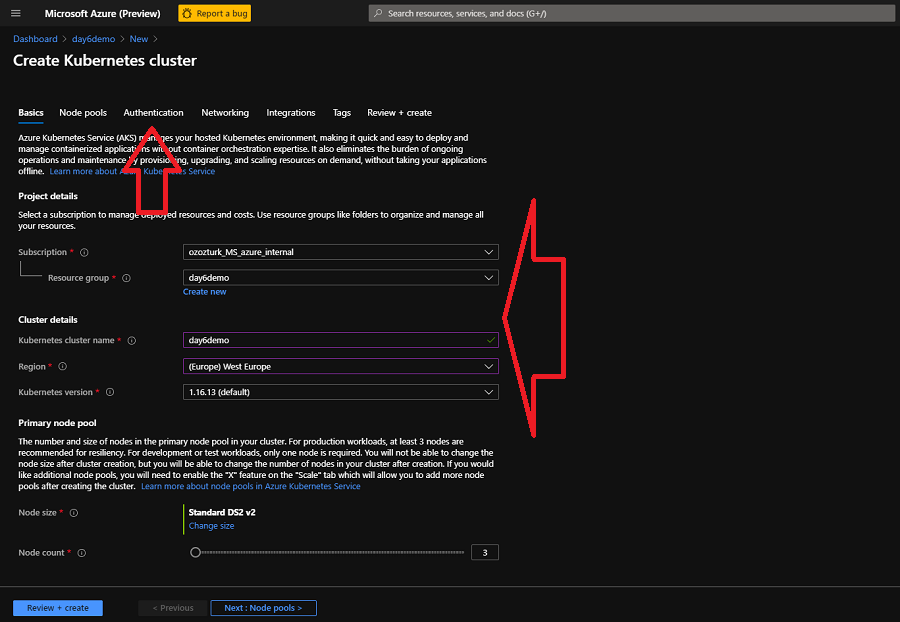 Microsoft Azure (Preview)
Report a bug
Search resources, services, and docs (G+/)
Dashboard > day6demo > New >
Create Kubernetes cluster
Basics Node pools Authentication Networking Integrations Tags Review + create
Azure Kubernetes Service (AKS) manages your hosted Kubernetes environment, making it quick and easy to deploy and
manage containerized applications without container orchestration expertise. It also eliminates the burden of ongoing
operations and maintenance by provisioning, upgrading, and scaling resources on demand, without taking your applications
offline. Learn more about Azure Kubernetes Service
Project details
Select a subscription to manage deployed resources and costs. Use resource groups like folders to organize and manage all
your resources.
Subscription *
ozozturk_MS_azure_internal
Resource group *
day6demo
Create new
Cluster details
Kubernetes cluster name *
day6demo
Region *
(Europe) West Europe
Kubernetes version *
1.16.13 (default)
Primary node pool
The number and size of nodes in the primary node pool in your cluster. For production workloads, at least 3 nodes are
recommended for resiliency. For development or test workloads, only one node is required. You will not be able to change the
node size after cluster creation, but you will be able to change the number of nodes in your cluster after creation. If you would
like additional node pools, you will need to enable the "X" feature on the "Scale" tab which will allow you to add more node
pools after creating the cluster. Learn more about node pools in Azure Kubernetes Service
Node size *
Standard DS2 v2
Change size
Node count *
3
Review + create
< Previous
Next : Node pools >